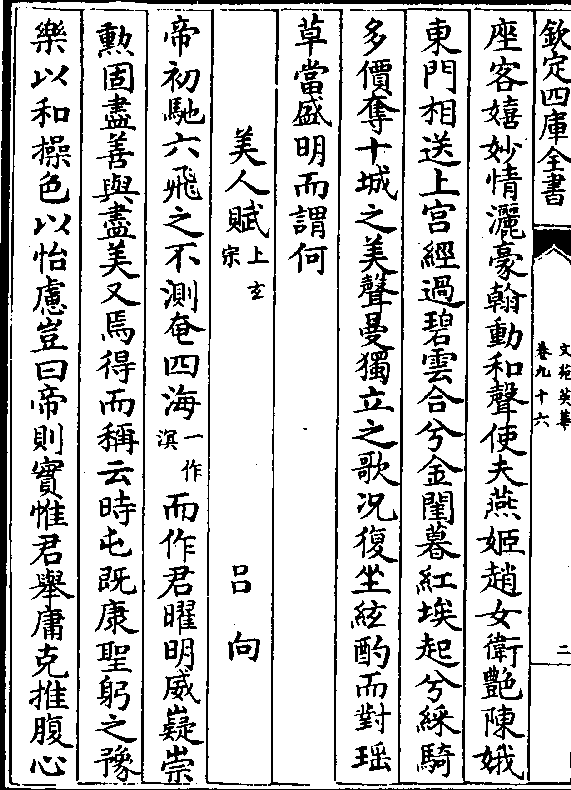 欽定四庫全書
文苑英華
卷九十六
二
座客嬉妙情灑豪翰動和聲使夫燕姬趙女衛艷陳娥
東門相送上宫經過碧雲合兮金閨暮紅埃起兮綵騎
多價奪十城之美聲曼獨立之歌况復坐絃酌而對瑶
草當盛明而謂何
美人賦上玄宗 吕向
帝初馳六飛之不測奄四海一作溟而作君曜明威嶷崇
勲固盡善與盡美又焉得而稱云時屯既康聖躬之豫
樂以和操色以怡慮豈曰帝則實惟君舉庸克推腹心